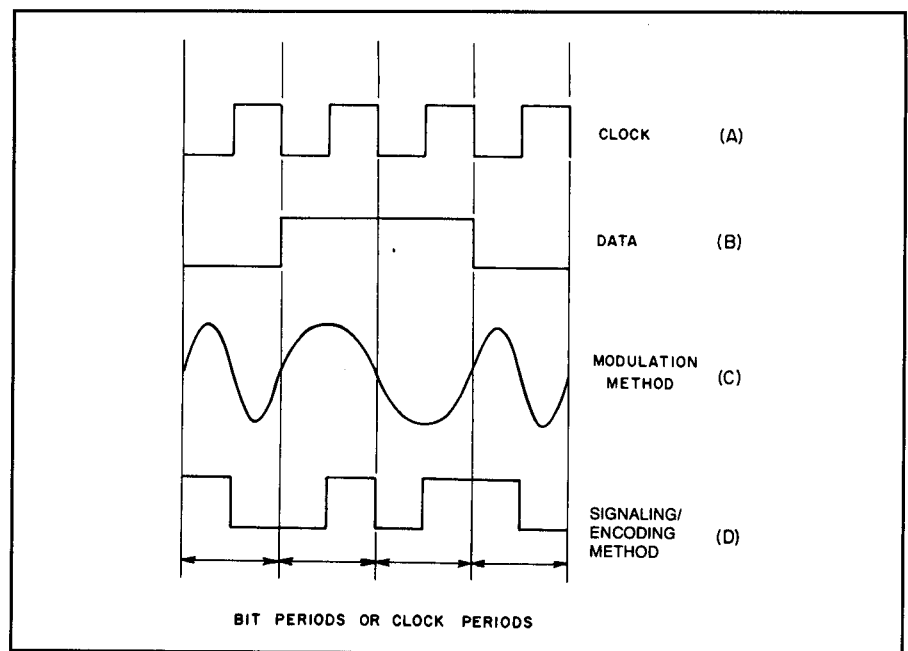 CLOCK (A)
DATA (B)
MODULATION
METHOD (C)
SIGNALING/
ENCODING
METHOD (D)
BIT PERIODS OR CLOCK PERIODS